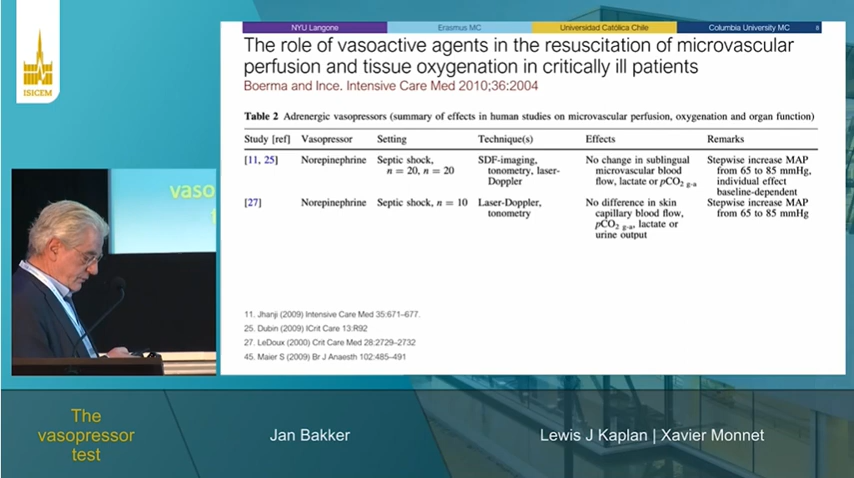 ISICEM
vaso
NYU Langone
Erasmus MC
Universidad Católica Chile
Columbia University MC
The role of vasoactive agents in the resuscitation of microvascular
perfusion and tissue oxygenation in critically ill patients
Boerma and Ince. Intensive Care Med 2010;36:2004
Table 2 Adrenergic vasopressors (summary of effects in human studies on microvascular perfusion, oxygenation and organ function)
Study [ref] Vasopressor Setting Technique(s) Effects Remarks
[11, 25] Norepinephrine Septic shock, SDF-imaging, No change in sublingual Stepwise increase MAP
n = 20, n = 20 tonometry, laser- microvascular blood from 65 to 85 mmHg,
Doppler flow, lactate or pCO2 g-a individual effect
baseline-dependent
[27] Norepinephrine Septic shock, n = 10 Laser-Doppler, No difference in skin Stepwise increase MAP
tonometry capillary blood flow, from 65 to 85 mmHg
pCO2 g-a, lactate or
urine output
11. Jhanji (2009) Intensive Care Med 35:671-677.
25. Dubin (2009) lCrit Care 13:R92
27. LeDoux (2000) Crit Care Med 28:2729-2732
45. Maier S (2009) Br J Anaesth 102:485-491
The
vasopressor
test
Jan Bakker
Lewis J Kaplan | Xavier Monnet